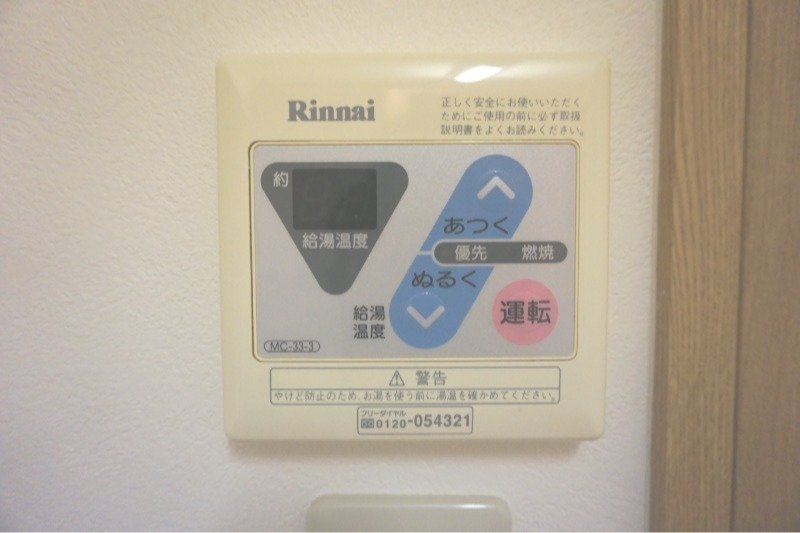 Rinnai
正しく安全にお使いいただく
ためにご使用の前に必ず取扱
説明書をよくお読みください。
約
給湯温度
あつく
優先 燃焼
ぬるく
給湯
温度
運転
MC-33-3
⚠ 警告
やけど防止のため、お湯を使う前に湯温を確かめてください。
フリーダイヤル
0120-054321